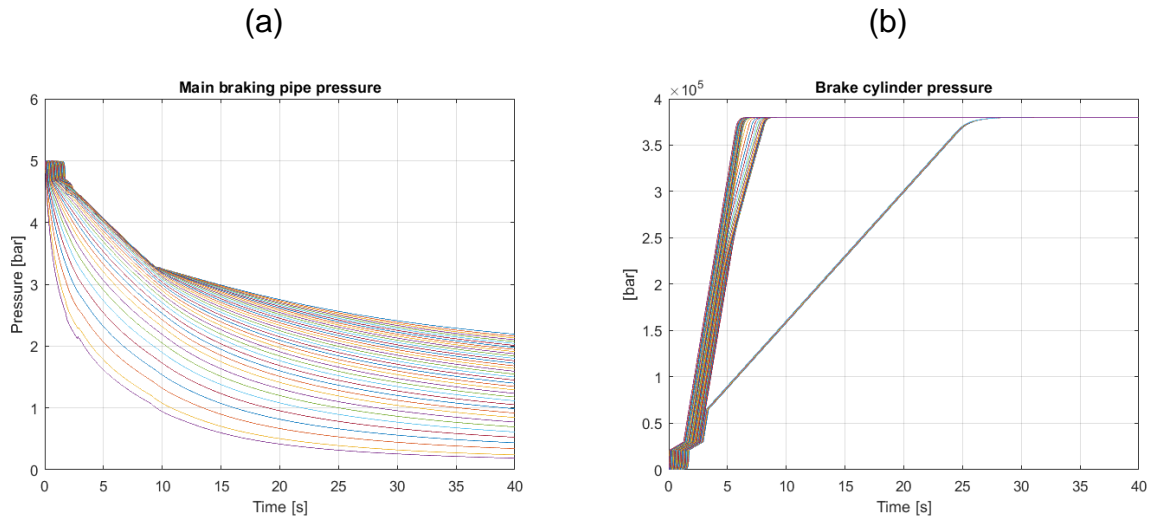 (a)
(b)
Main braking pipe pressure
6
5
4
3
2
1
0
Pressure [bar]
0 5 10 15 20 25 30 35 40
Time [s]
Brake cylinder pressure
×10⁵
4
3.5
3
2.5
2
1.5
1
0.5
0
[bar]
0 5 10 15 20 25 30 35 40
Time [s]